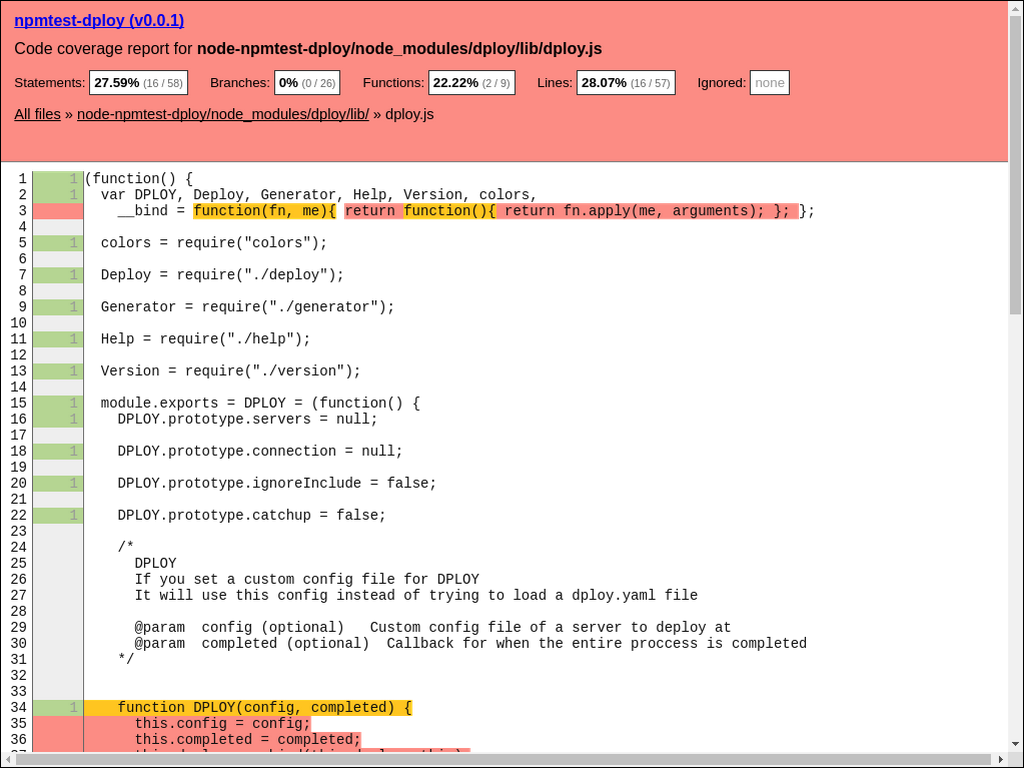 npmtest-dploy (v0.0.1)
Code coverage report for node-npmtest-dploy/node_modules/dploy/lib/dploy.js
Statements: 27.59% (16 / 58) Branches: 0% (0 / 26) Functions: 22.22% (2 / 9) Lines: 28.07% (16 / 57) Ignored: none
All files » node-npmtest-dploy/node_modules/dploy/lib/ » dploy.js
1 1 (function() {
2 1 var DPLOY, Deploy, Generator, Help, Version, colors,
3 __bind = function(fn, me){ return function(){ return fn.apply(me, arguments); }; };
4
5 1 colors = require("colors");
6
7 1 Deploy = require("./deploy");
8
9 1 Generator = require("./generator");
10
11 1 Help = require("./help");
12
13 1 Version = require("./version");
14
15 1 module.exports = DPLOY = (function() {
16 1 DPLOY.prototype.servers = null;
17
18 1 DPLOY.prototype.connection = null;
19
20 1 DPLOY.prototype.ignoreInclude = false;
21
22 1 DPLOY.prototype.catchup = false;
23
24 /*
25 DPLOY
26 If you set a custom config file for DPLOY
27 It will use this config instead of trying to load a dploy.yaml file
28
29 @param config (optional) Custom config file of a server to deploy at
30 @param completed (optional) Callback for when the entire proccess is completed
31 */
32
33
34 1 function DPLOY(config, completed) {
35 this.config = config;
36 this.completed = completed;